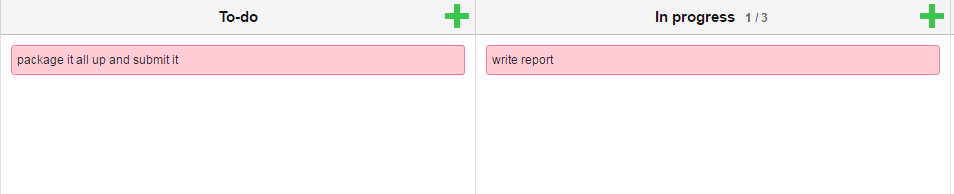 To-do
In progress 1 / 3
package it all up and submit it
write report